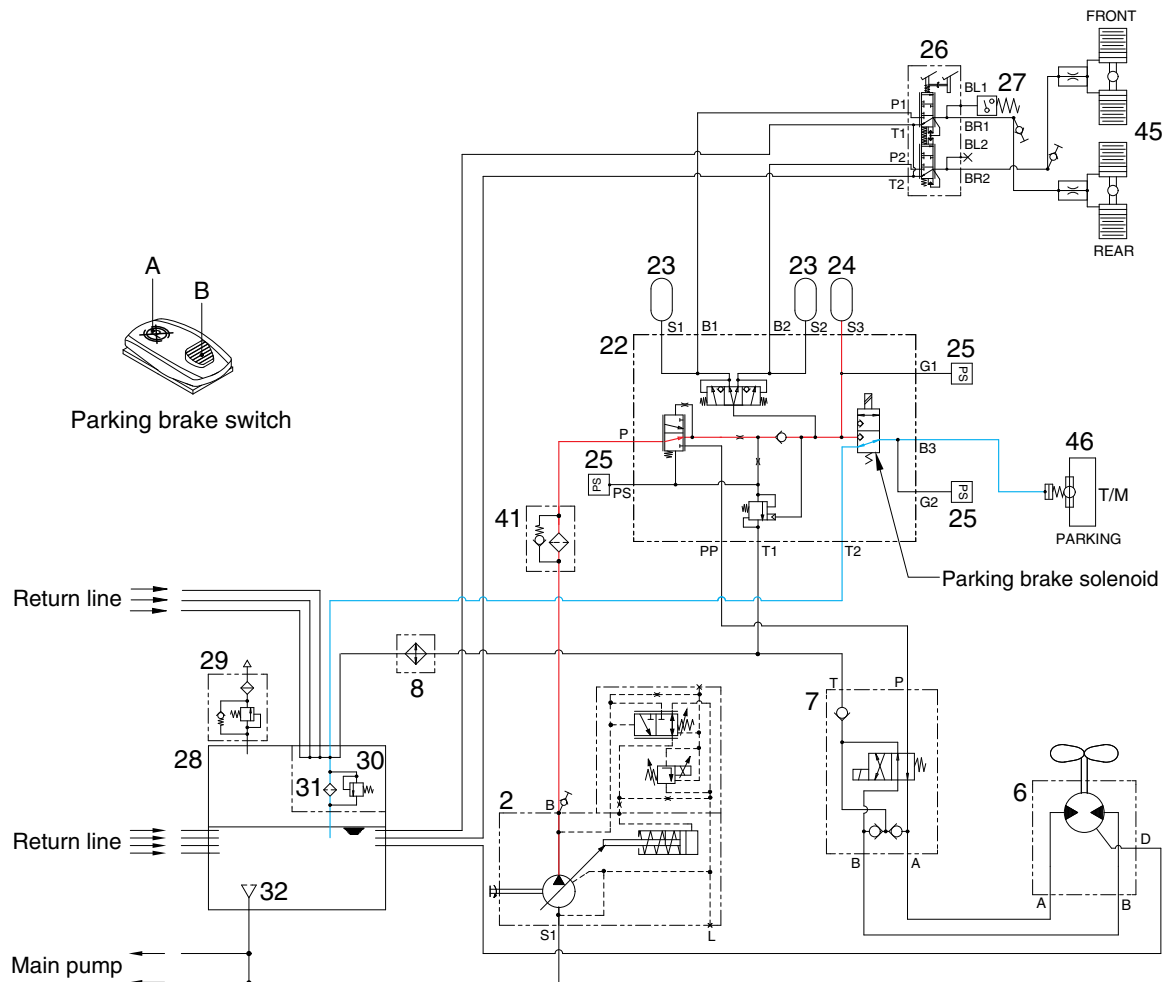 FRONT
26
BL1
27
P1
BR1
T1
BL2
45
P2
T2
BR2
REAR
A
B
Parking brake switch
23
23
24
S1
B1
B2
S2
S3
22
25
G1
PS
P
B3
46
25
PS
PS
PS
25
G2
T/M
41
PP
T1
T2
PARKING
Parking brake solenoid
Return line
29
8
T
P
7
28
30
31
2
B
6
Return line
D
32
B
A
A
B
S1
L
Main pump